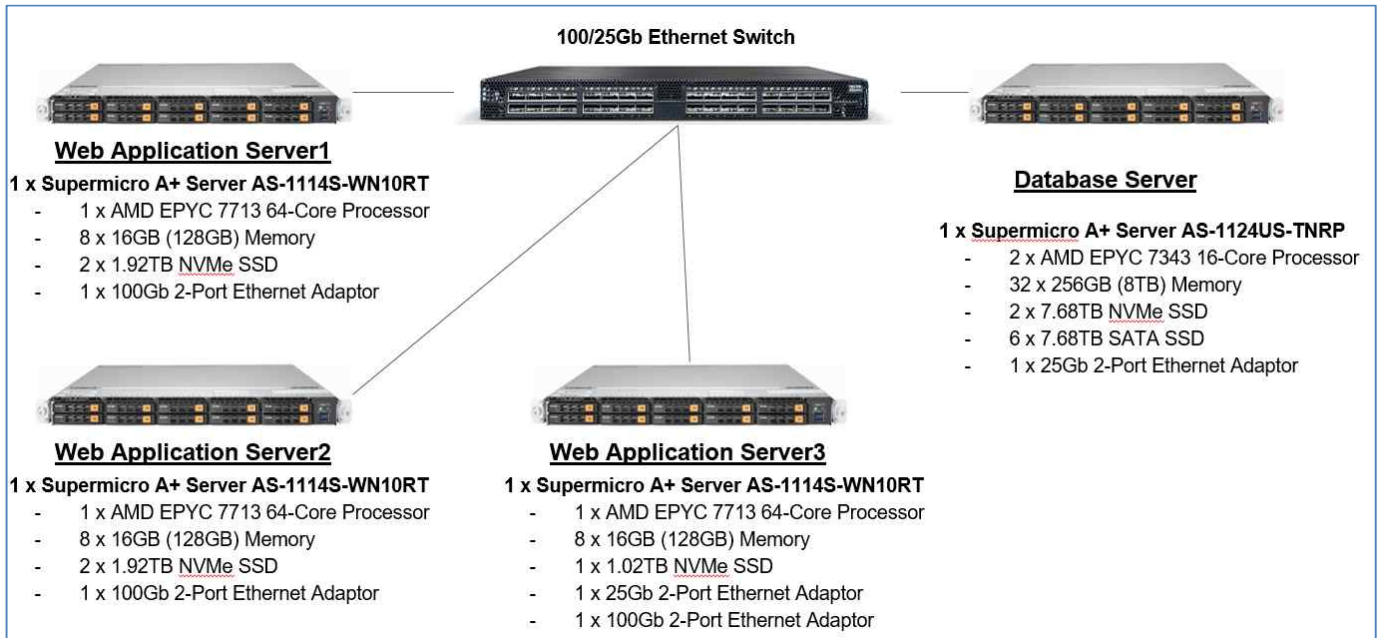 100/25Gb Ethernet Switch
Web Application Server1
1 x Supermicro A+ Server AS-1114S-WN10RT
- 1 x AMD EPYC 7713 64-Core Processor
- 8 x 16GB (128GB) Memory
- 2 x 1.92TB NVMe SSD
- 1 x 100Gb 2-Port Ethernet Adaptor
Database Server
1 x Supermicro A+ Server AS-1124US-TNRP
- 2 x AMD EPYC 7343 16-Core Processor
- 32 x 256GB (8TB) Memory
- 2 x 7.68TB NVMe SSD
- 6 x 7.68TB SATA SSD
- 1 x 25Gb 2-Port Ethernet Adaptor
Web Application Server2
1 x Supermicro A+ Server AS-1114S-WN10RT
- 1 x AMD EPYC 7713 64-Core Processor
- 8 x 16GB (128GB) Memory
- 2 x 1.92TB NVMe SSD
- 1 x 100Gb 2-Port Ethernet Adaptor
Web Application Server3
1 x Supermicro A+ Server AS-1114S-WN10RT
- 1 x AMD EPYC 7713 64-Core Processor
- 8 x 16GB (128GB) Memory
- 1 x 1.02TB NVMe SSD
- 1 x 25Gb 2-Port Ethernet Adaptor
- 1 x 100Gb 2-Port Ethernet Adaptor